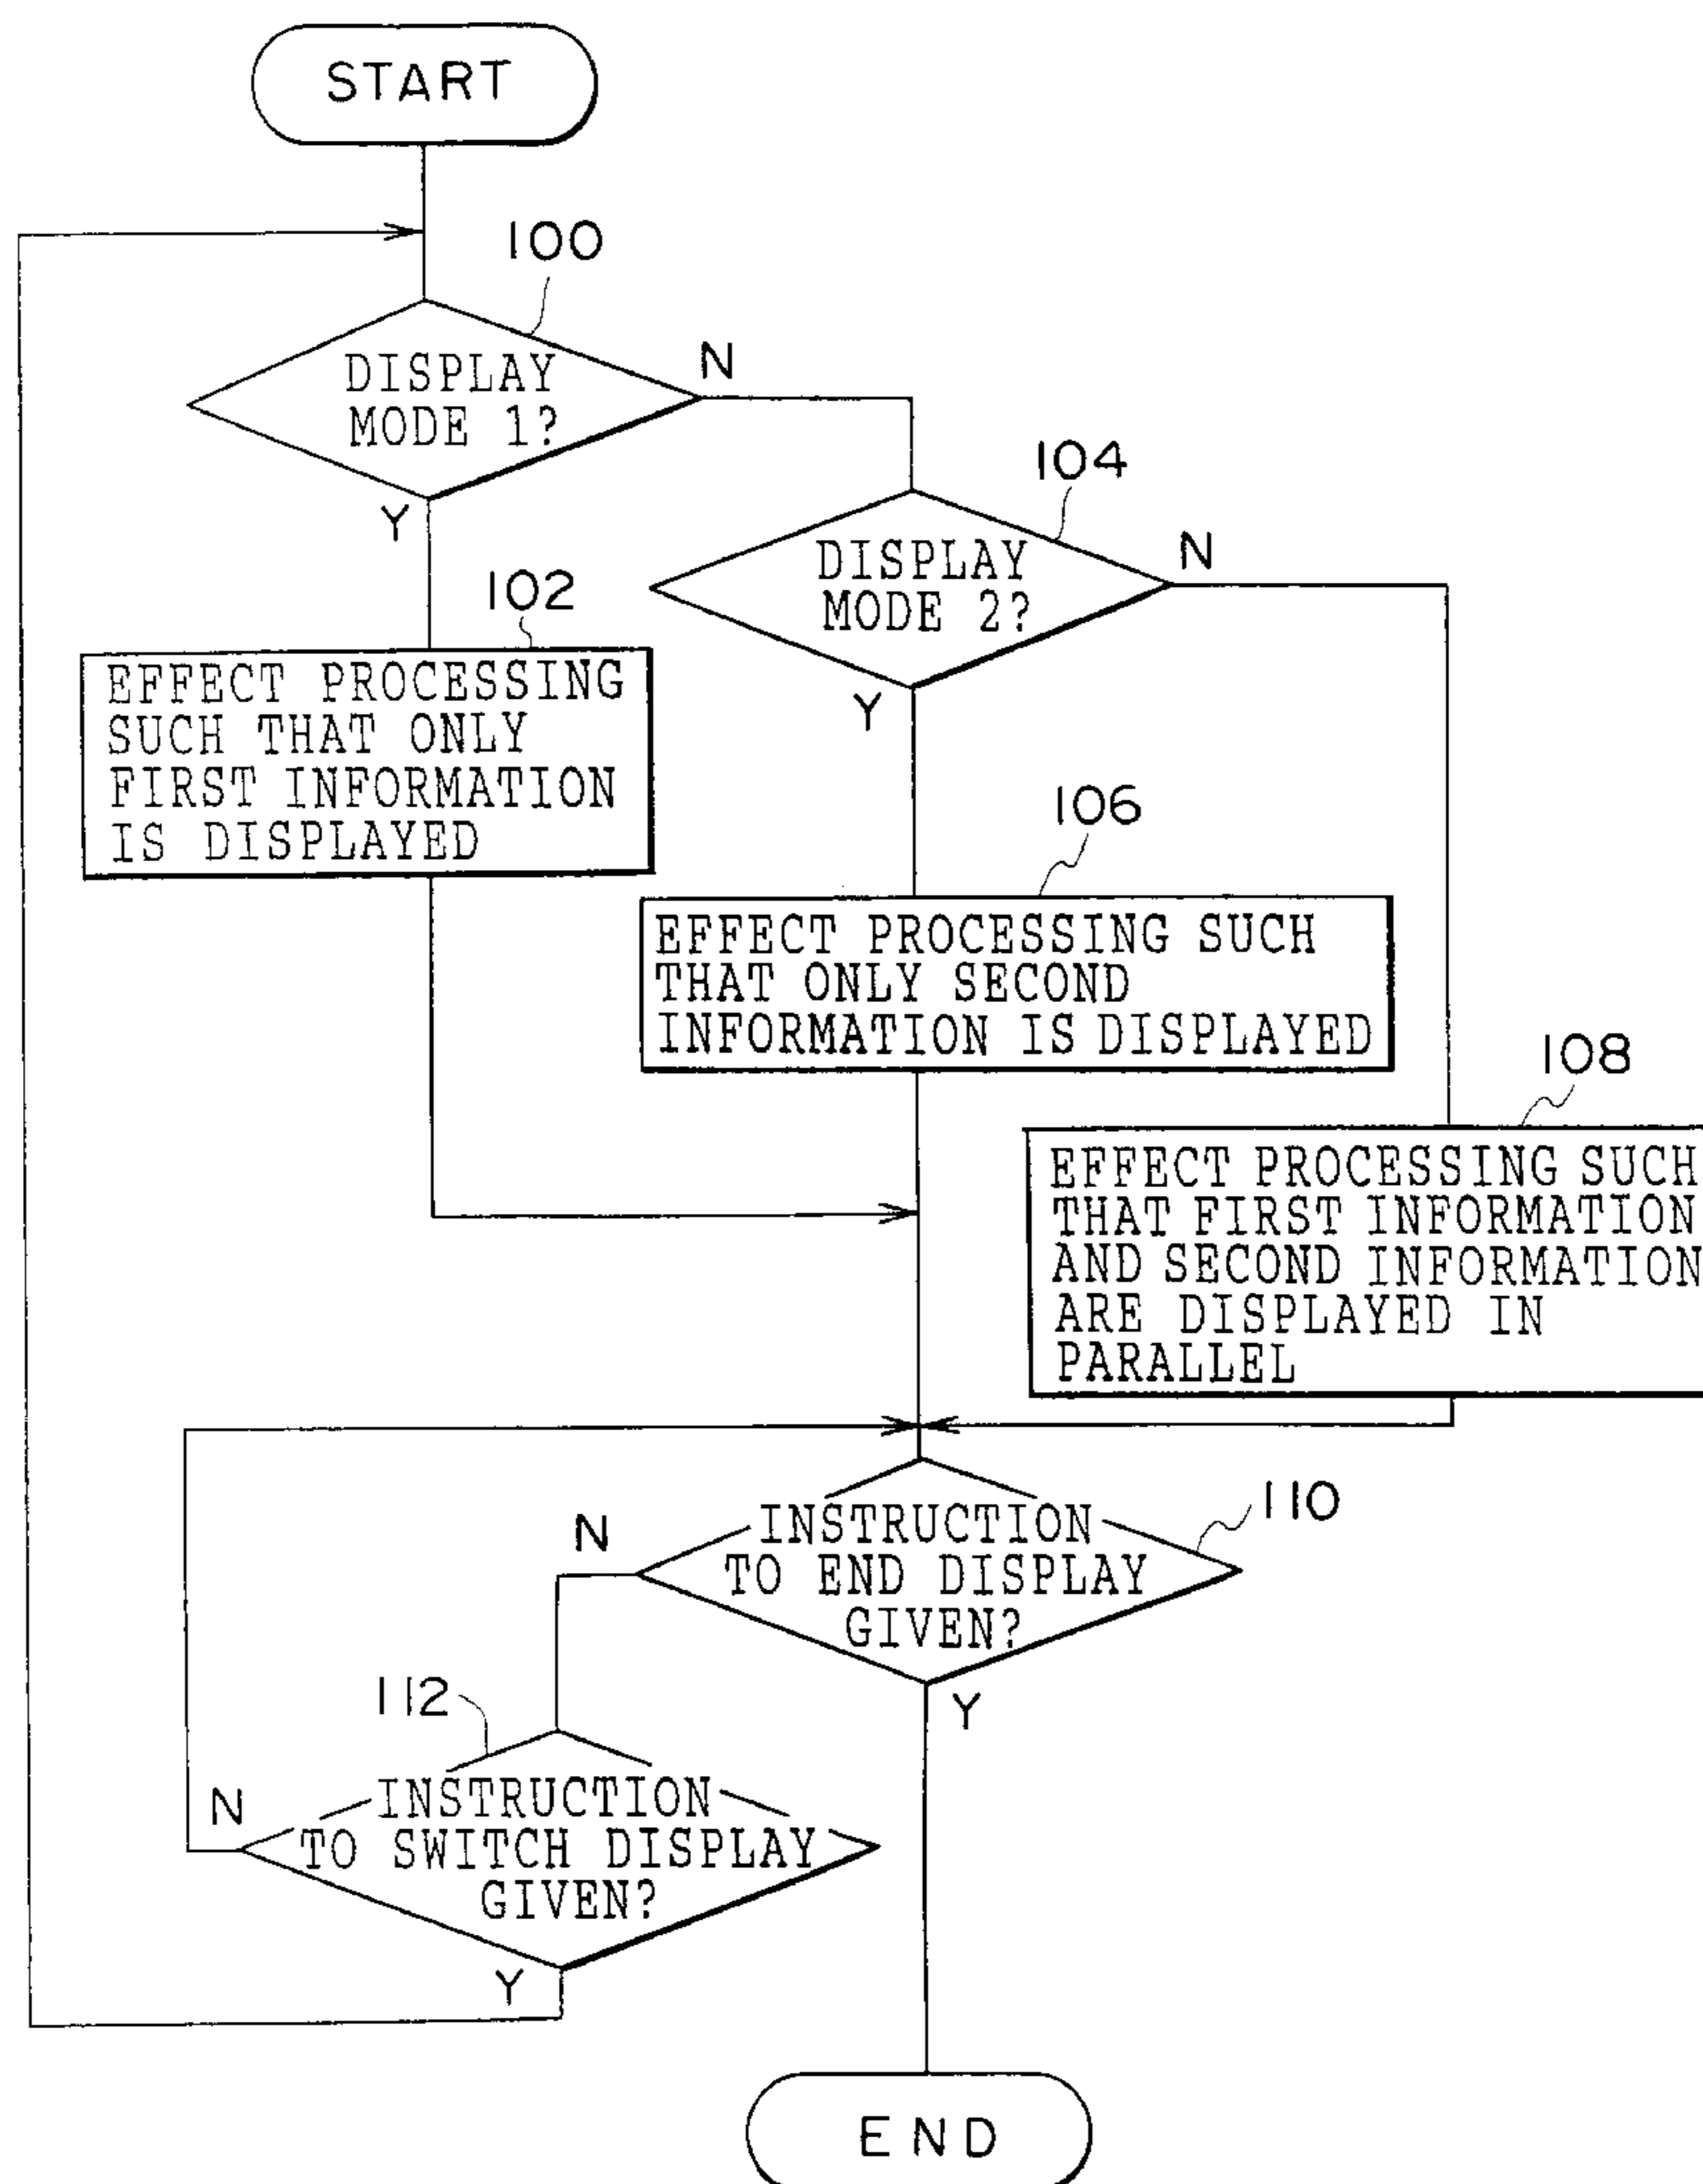 START
100
DISPLAY
MODE 1?
N
Y
104
DISPLAY
MODE 2?
N
Y
102
EFFECT PROCESSING
SUCH THAT ONLY
FIRST INFORMATION
IS DISPLAYED
106
EFFECT PROCESSING SUCH
THAT ONLY SECOND
INFORMATION IS DISPLAYED
108
EFFECT PROCESSING SUCH
THAT FIRST INFORMATION
AND SECOND INFORMATION
ARE DISPLAYED IN
PARALLEL
110
INSTRUCTION
TO END DISPLAY
GIVEN?
N
Y
112
INSTRUCTION
TO SWITCH DISPLAY
GIVEN?
N
Y
END